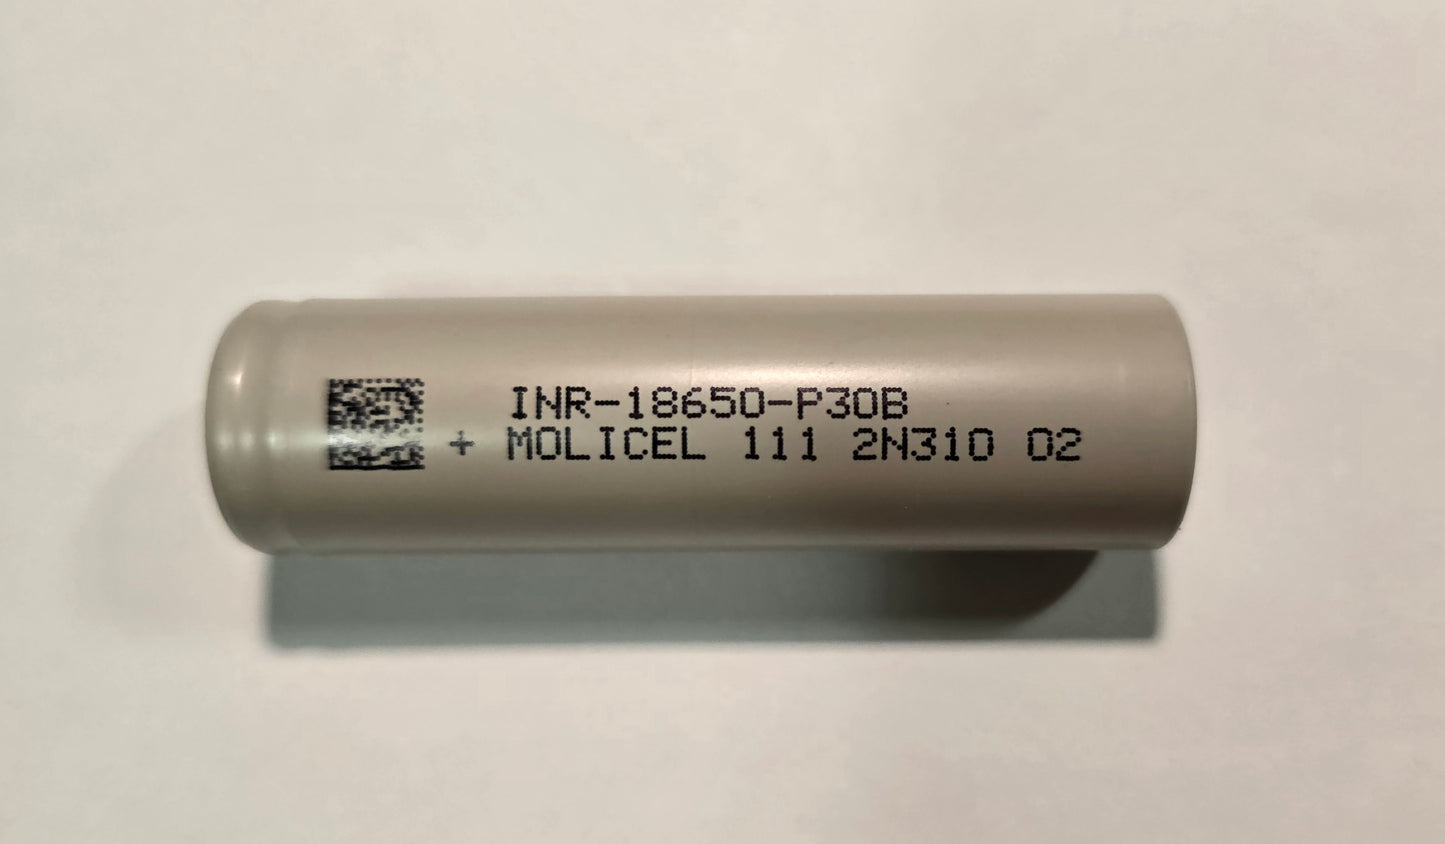 INR-18650-P30B
+ MOLICEL 111 2N310 02